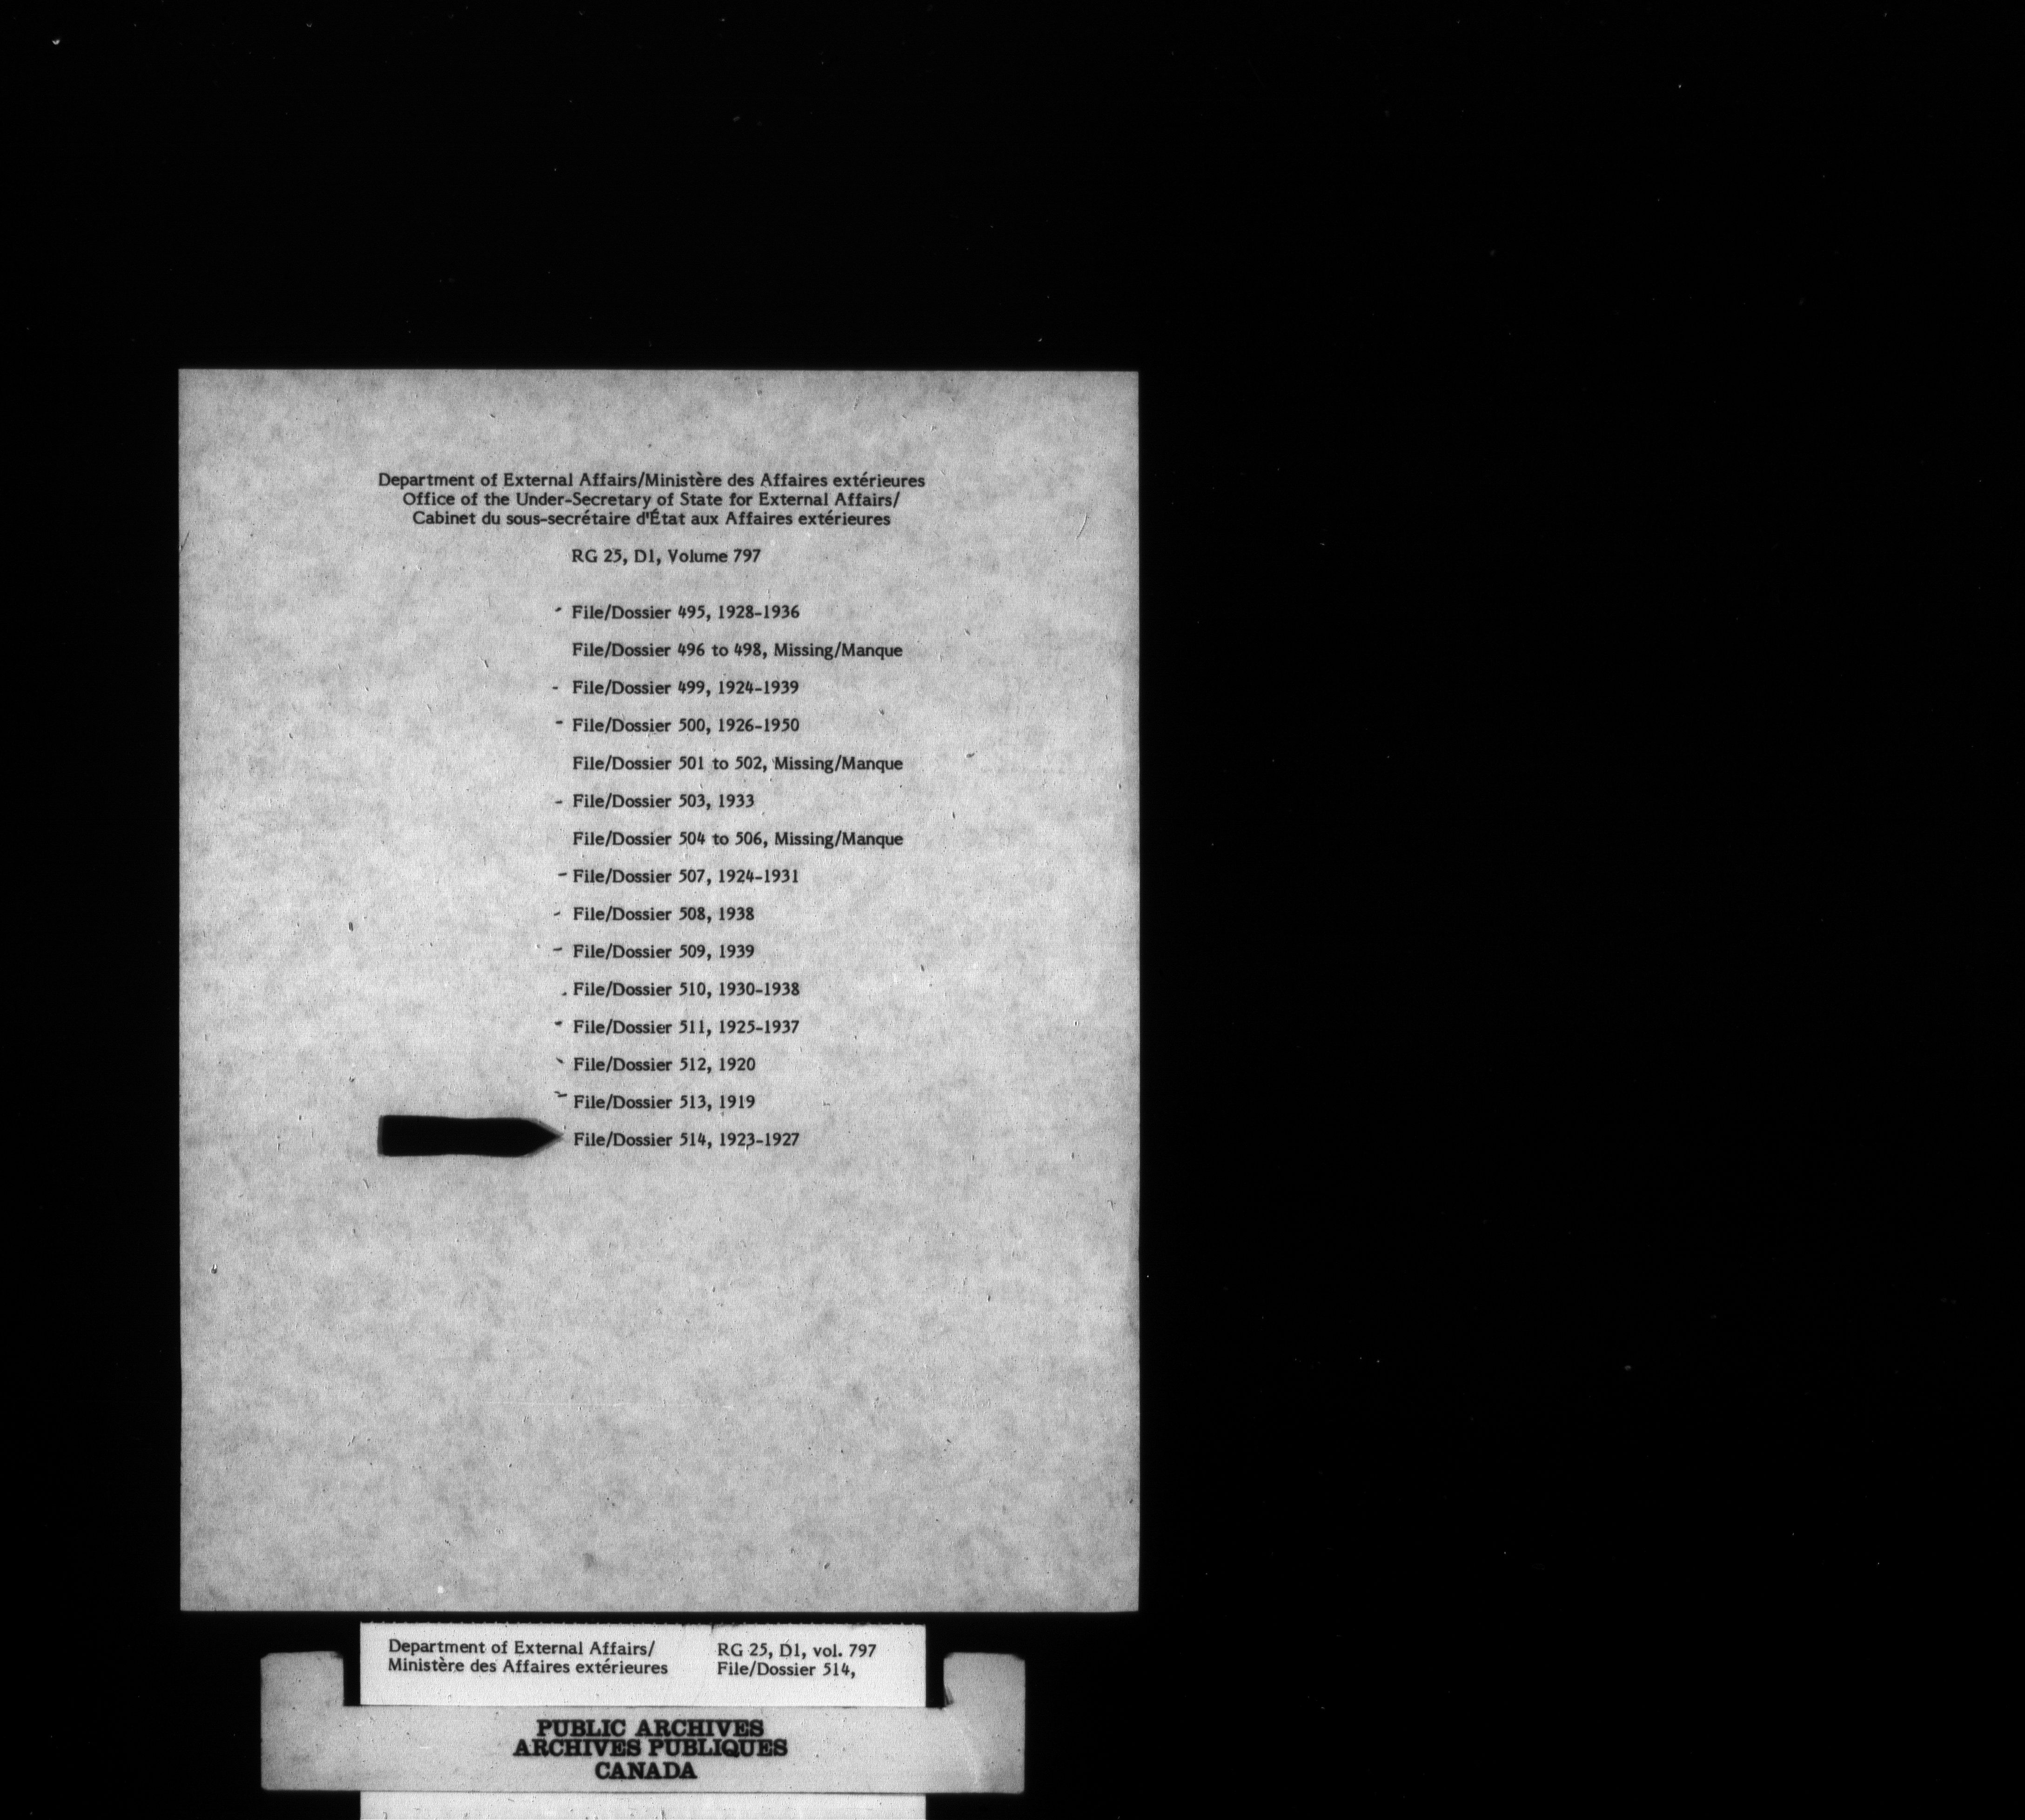 Department of External Affairs/Ministère des Affaires extérieures
Office of the Under-Secretary of State for External Affairs/
Cabinet du sous-secrétaire d'État aux Affaires extérieures
RG 25, D1, Volume 797
- File/Dossier 495, 1928-1936
File/Dossier 496 to 498, Missing/Manque
- File/Dossier 499, 1924-1939
- File/Dossier 500, 1926-1950
File/Dossier 501 to 502, Missing/Manque
- File/Dossier 503, 1933
File/Dossier 504 to 506, Missing/Manque
- File/Dossier 507, 1924-1931
- File/Dossier 508, 1938
- File/Dossier 509, 1939
. File/Dossier 510, 1930-1938
- File/Dossier 511, 1925-1937
- File/Dossier 512, 1920
- File/Dossier 513, 1919
File/Dossier 514, 1923-1927
Department of External Affairs/ RG 25, D1, vol. 797
Ministère des Affaires extérieures File/Dossier 514,
PUBLIC ARCHIVES
ARCHIVES PUBLIQUES
CANADA